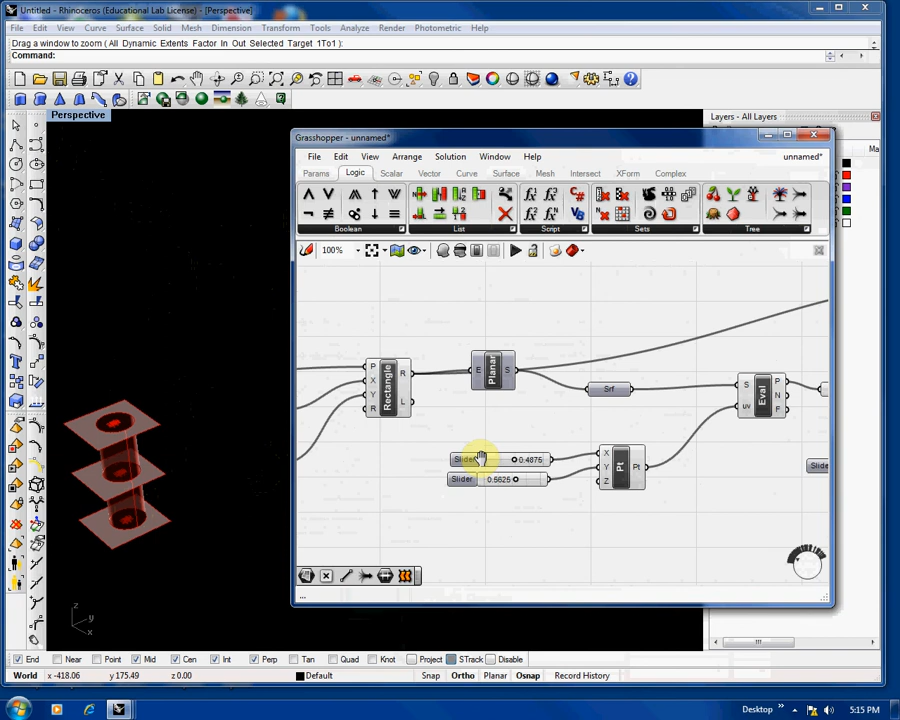 Untitled - Rhinoceros (Educational Lab License) - [Perspective]
File Edit View Curve Surface Solid Mesh Dimension Transform Tools Analyze Render Photometric Help
Drag a window to zoom ( All Dynamic Extents Factor In Out Selected Target 1To1 ):
Command:
Perspective
Layers - All Layers
Ma
Grasshopper - unnamed*
File Edit View Arrange Solution Window Help
unnamed*
Params Logic Scalar Vector Curve Surface Mesh Intersect XForm Complex
Boolean List Script Sets Tree
100%
P
X
Y
R
Rectangle
R
L
E
Planar
S
Srf
S
uv
Eval
P
N
F
Slider 0.4875
Slider 0.5625
X
Y
Z
Pt
Pt
Slide
...
z
y
x
End Near Point Mid Cen Int Perp Tan Quad Knot Project STrack Disable
World x -418.06 y 175.49 z 0.00 Default Snap Ortho Planar Osnap Record History
Desktop » 5:15 PM